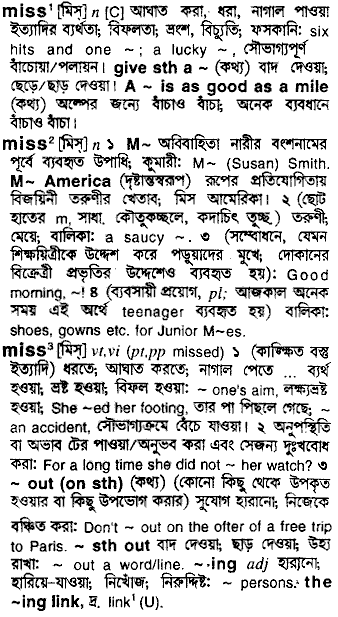 miss¹ [মিস্] n [C] আঘাত করা, ধরা, নাগাল পাওয়া
ইত্যাদির ব্যর্থতা; বিফলতা; ভ্রংশ, বিচ্যুতি; ফসকানি: six
hits and one ~; a lucky ~, সৌভাগ্যপূর্ণ
বাঁচোয়া/পলায়ন। give sth a ~ (কথ্য) বাদ দেওয়া;
ছেড়ে/ছাড় দেওয়া। A ~ is as good as a mile
(কথ্য) অল্পের জন্যে বাঁচাও বাঁচা; অনেক ব্যবধানে
বাঁচাও বাঁচা।
miss² [মিস্] n ১ M~ অবিবাহিতা নারীর বংশনামের
পূর্বে ব্যবহৃত উপাধি; কুমারী: M~ (Susan) Smith.
M~ America (দৃষ্টান্তস্বরূপ) রূপের প্রতিযোগিতায়
বিজয়িনী তরুণীর খেতাব; মিস আমেরিকা। ২ (ছোট
হাতের m, সাধা. কৌতুকচ্ছলে, কদাচিৎ তুচ্ছ.) তরুণী;
মেয়ে; বালিকা: a saucy ~. ৩ (সম্বোধনে, যেমন
শিক্ষয়িত্রীকে উদ্দেশ করে পড়ুয়াদের মুখে; দোকানের
বিক্রেত্রী প্রভৃতির উদ্দেশেও ব্যবহৃত হয়): Good
morning, ~! ৪ (ব্যবসায়ী প্রয়োগ, pl; আজকাল অনেক
সময় এই অর্থে teenager ব্যবহৃত হয়) বালিকা:
shoes, gowns etc. for Junior M~es.
miss³ [মিস্] vt,vi (pt,pp missed) ১ (কাঙ্ক্ষিত বস্তু
ইত্যাদি) ধরতে; আঘাত করতে; নাগাল পেতে ... ব্যর্থ
হওয়া; ভ্রষ্ট হওয়া; বিফল হওয়া: ~ one's aim, লক্ষ্যভ্রষ্ট
হওয়া; She ~ed her footing, তার পা পিছলে গেছে; ~
an accident, সৌভাগ্যক্রমে বেঁচে যাওয়া। ২ অনুপস্থিতি
বা অভাব টের পাওয়া/অনুভব করা এবং সেজন্য দুঃখবোধ
করা: For a long time she did not ~ her watch? ৩
~ out (on sth) (কথ্য) (কোনো কিছু থেকে উপকৃত
হওয়ার বা কিছু উপভোগ করার) সুযোগ হারানো; নিজেকে
বঞ্চিত করা: Don't ~ out on the ofter of a free trip
to Paris. ~ sth out বাদ দেওয়া; ছাড় দেওয়া; উহ্য
রাখা: ~ out a word/line. ~·ing adj হারানো;
হারিয়ে-যাওয়া; নিখোঁজ; নিরুদ্দিষ্ট: ~ persons. the
~ing link, দ্র. link¹ (U).